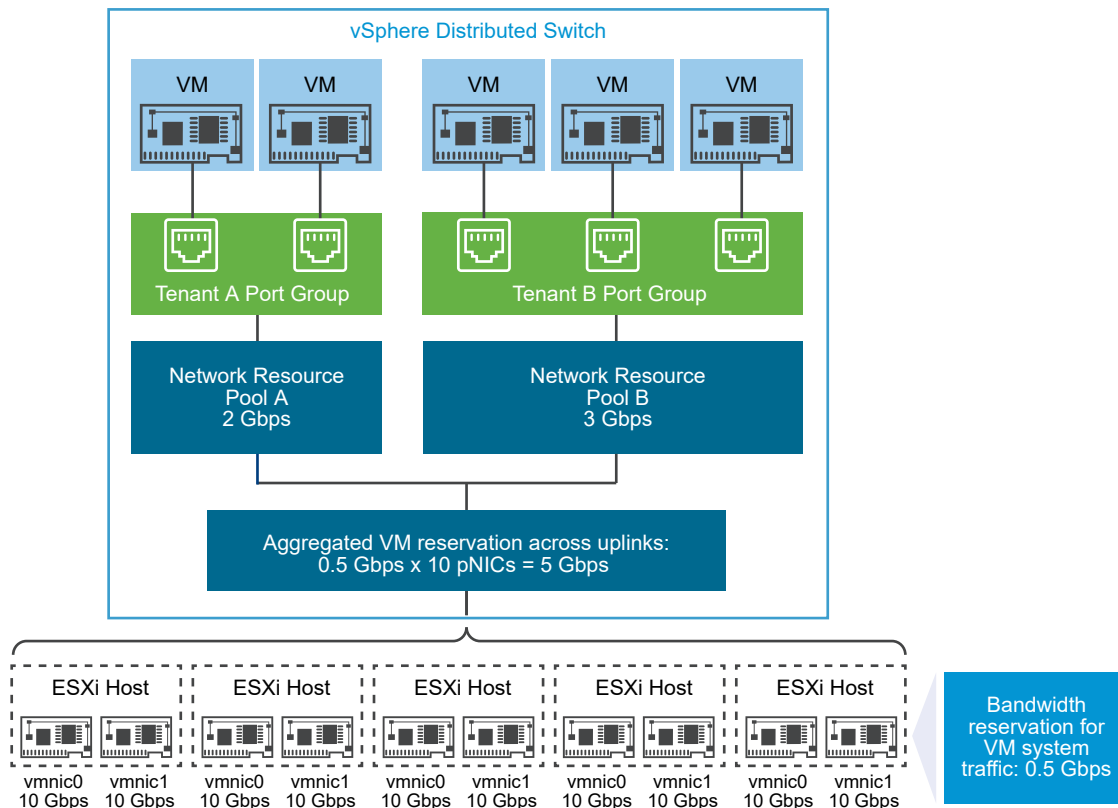 vSphere Distributed Switch
VM
VM
VM
VM
VM
Tenant A Port Group
Tenant B Port Group
Network Resource
Pool A
2 Gbps
Network Resource
Pool B
3 Gbps
Aggregated VM reservation across uplinks:
0.5 Gbps x 10 pNICs = 5 Gbps
ESXi Host
ESXi Host
ESXi Host
ESXi Host
ESXi Host
vmnic0
10 Gbps
vmnic1
10 Gbps
vmnic0
10 Gbps
vmnic1
10 Gbps
vmnic0
10 Gbps
vmnic1
10 Gbps
vmnic0
10 Gbps
vmnic1
10 Gbps
vmnic0
10 Gbps
vmnic1
10 Gbps
Bandwidth
reservation for
VM system
traffic: 0.5 Gbps